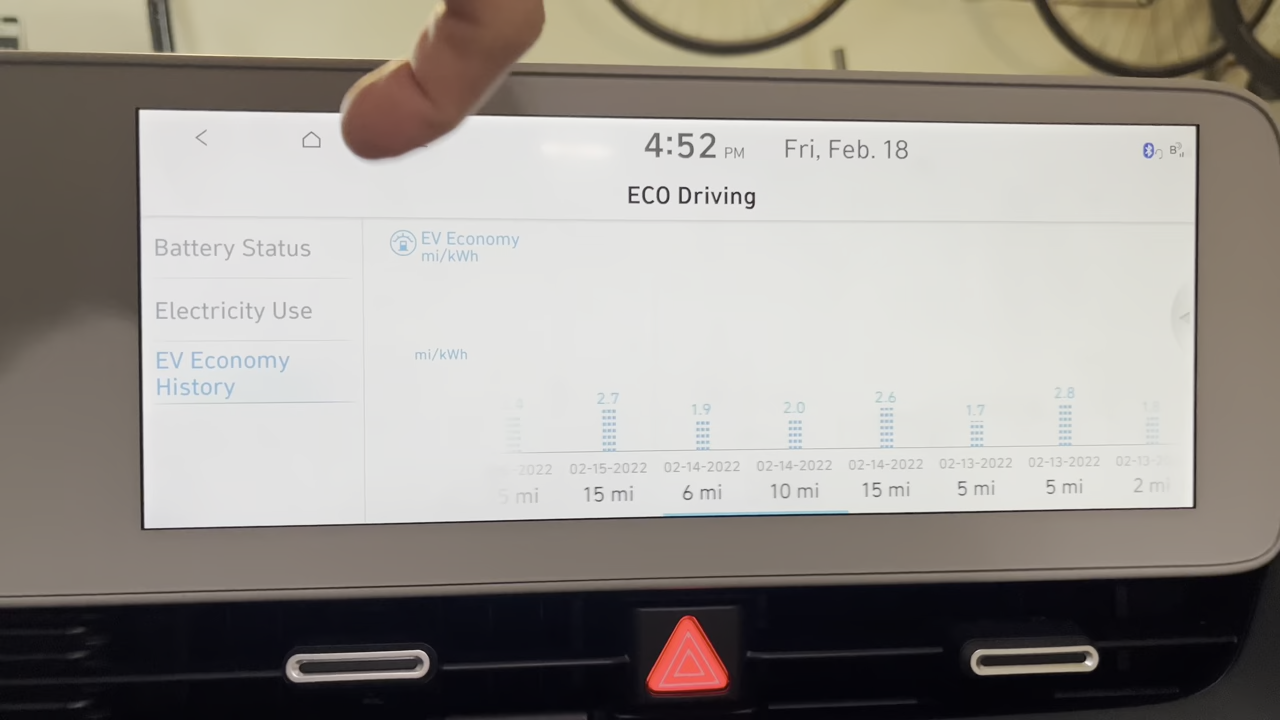 4:52 PM Fri, Feb. 18
ECO Driving
Battery Status
Electricity Use
EV Economy
History
EV Economy
mi/kWh
mi/kWh
2.7 1.9 2.0 2.6 1.7 2.8
-2022 02-15-2022 02-14-2022 02-14-2022 02-14-2022 02-13-2022 02-13-2022 02-13-20
5 mi 15 mi 6 mi 10 mi 15 mi 5 mi 5 mi 2 mi